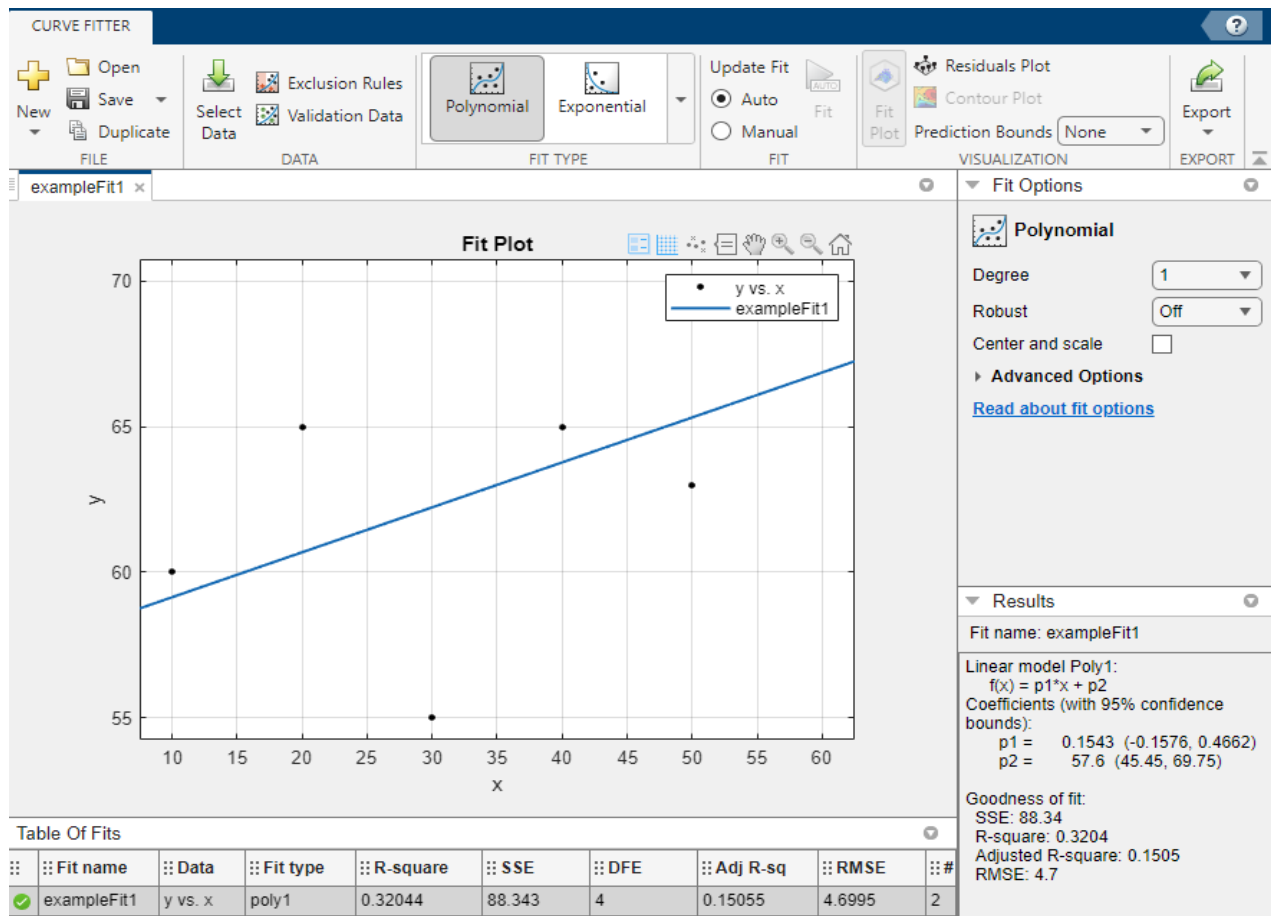 CURVE FITTER
?
New
Open
Save
Duplicate
FILE
Select Data
Exclusion Rules
Validation Data
DATA
Polynomial
Exponential
FIT TYPE
Update Fit
Auto
Manual
AUTO
Fit
FIT
Fit Plot
Residuals Plot
Contour Plot
Prediction Bounds None
VISUALIZATION
Export
EXPORT
exampleFit1 ×
Fit Plot
y vs. x
exampleFit1
70
65
60
55
y
10 15 20 25 30 35 40 45 50 55 60
x
Fit Options
Polynomial
Degree 1
Robust Off
Center and scale
Advanced Options
Read about fit options
Results
Fit name: exampleFit1
Linear model Poly1:
f(x) = p1*x + p2
Coefficients (with 95% confidence
bounds):
p1 = 0.1543 (-0.1576, 0.4662)
p2 = 57.6 (45.45, 69.75)
Goodness of fit:
SSE: 88.34
R-square: 0.3204
Adjusted R-square: 0.1505
RMSE: 4.7
Table Of Fits
Fit name Data Fit type R-square SSE DFE Adj R-sq RMSE #
exampleFit1 y vs. x poly1 0.32044 88.343 4 0.15055 4.6995 2